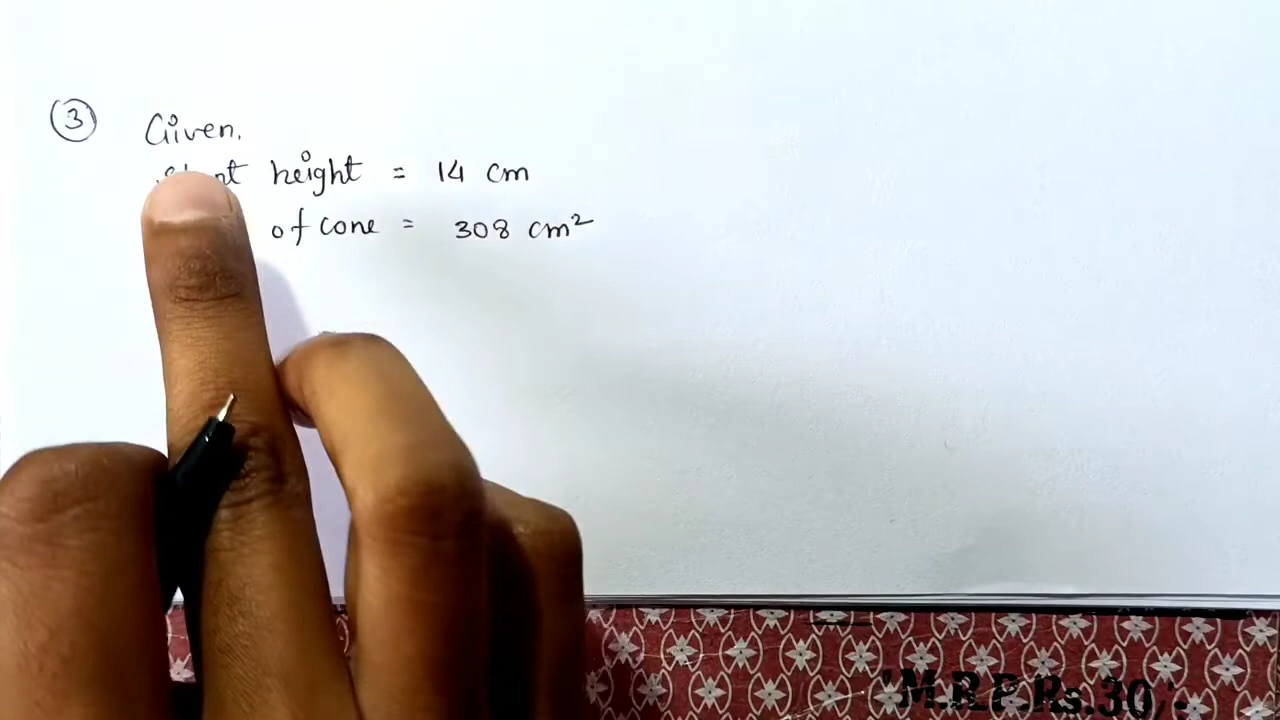 ③ Given,
height = 14 cm
of cone = 308 cm²
M.R.P.Rs.30/-